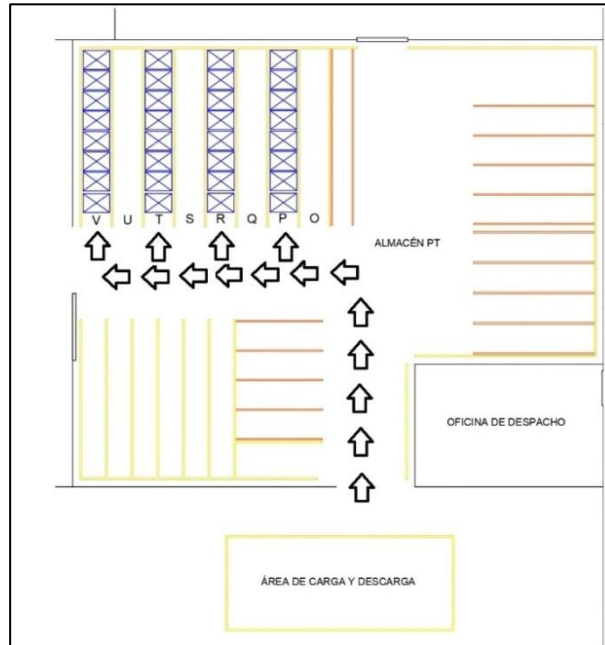 V U T S R Q P O
ALMACÉN PT
OFICINA DE DESPACHO
ÁREA DE CARGA Y DESCARGA